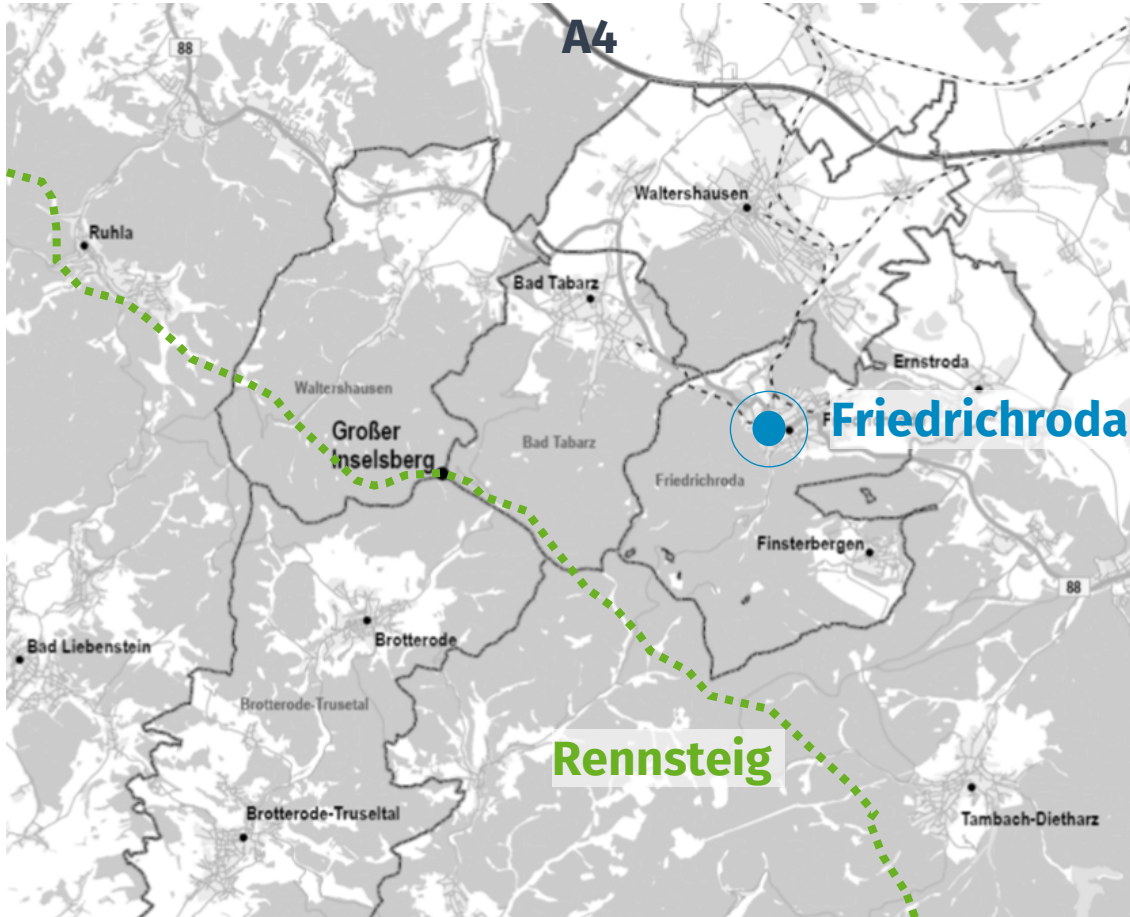 A4
88
4
Waltershausen
Ruhla
Bad Tabarz
Ernstroda
Waltershausen
Friedrichroda
Großer
Inselsberg
Bad Tabarz
Friedrichroda
Finsterbergen
88
Brotterode
Bad Liebenstein
Brotterode-Trusetal
Rennsteig
Brotterode-Truseltal
Tambach-Dietharz